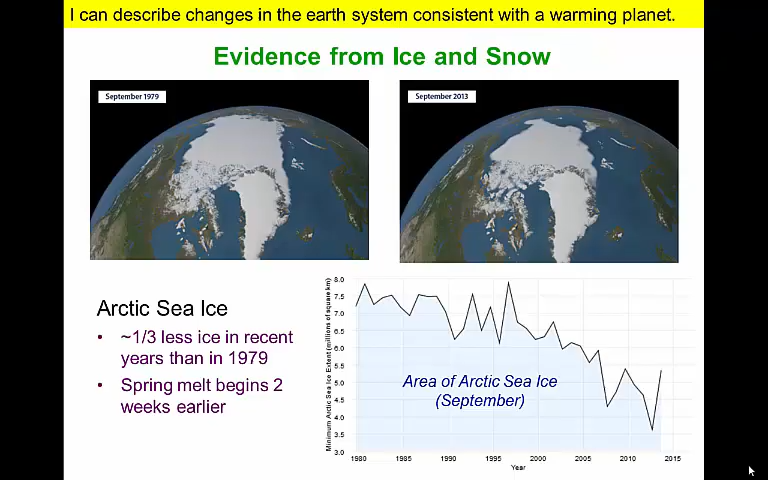 I can describe changes in the earth system consistent with a warming planet.
Evidence from Ice and Snow
September 1979
September 2013
Arctic Sea Ice
• ~1/3 less ice in recent
years than in 1979
• Spring melt begins 2
weeks earlier
Minimum Arctic Sea Ice Extent (millions of square km)
8.0
7.5
7.0
6.5
6.0
5.5
5.0
4.5
4.0
3.5
3.0
Area of Arctic Sea Ice
(September)
1980 1985 1990 1995 2000 2005 2010 2015
Year